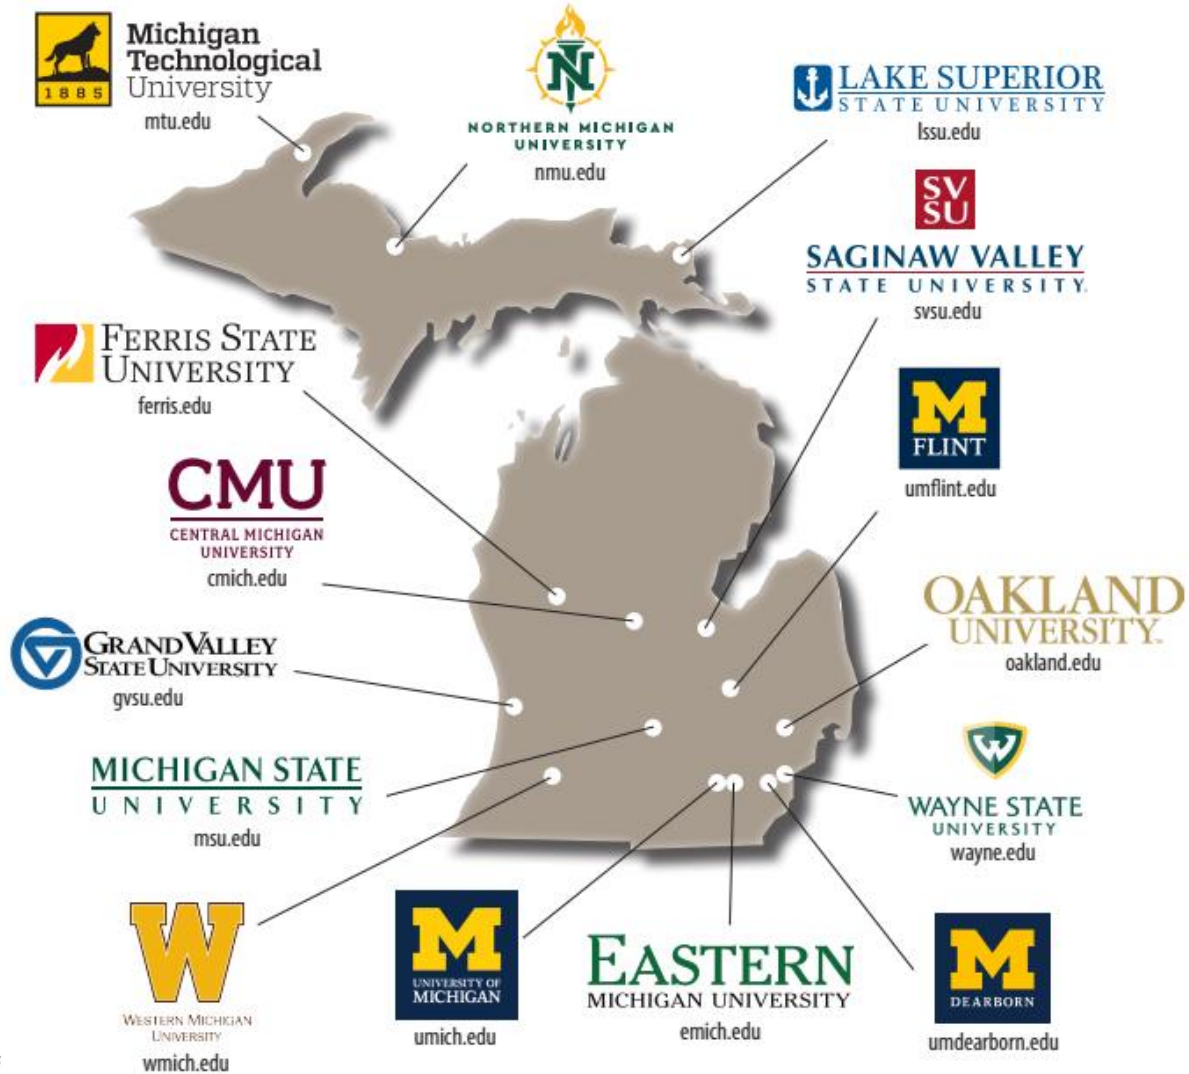 Michigan
Technological
University
1885
mtu.edu
N
NORTHERN MICHIGAN
UNIVERSITY
nmu.edu
LAKE SUPERIOR
STATE UNIVERSITY
lssu.edu
SV
SU
SAGINAW VALLEY
STATE UNIVERSITY
svsu.edu
FERRIS STATE
UNIVERSITY
ferris.edu
M
FLINT
umflint.edu
CMU
CENTRAL MICHIGAN
UNIVERSITY
cmich.edu
OAKLAND
UNIVERSITY
oakland.edu
GRAND VALLEY
STATE UNIVERSITY
gvsu.edu
W
WAYNE STATE
UNIVERSITY
wayne.edu
MICHIGAN STATE
UNIVERSITY
msu.edu
W
WESTERN MICHIGAN
UNIVERSITY
wmich.edu
M
UNIVERSITY OF
MICHIGAN
umich.edu
EASTERN
MICHIGAN UNIVERSITY
emich.edu
M
DEARBORN
umdearborn.edu